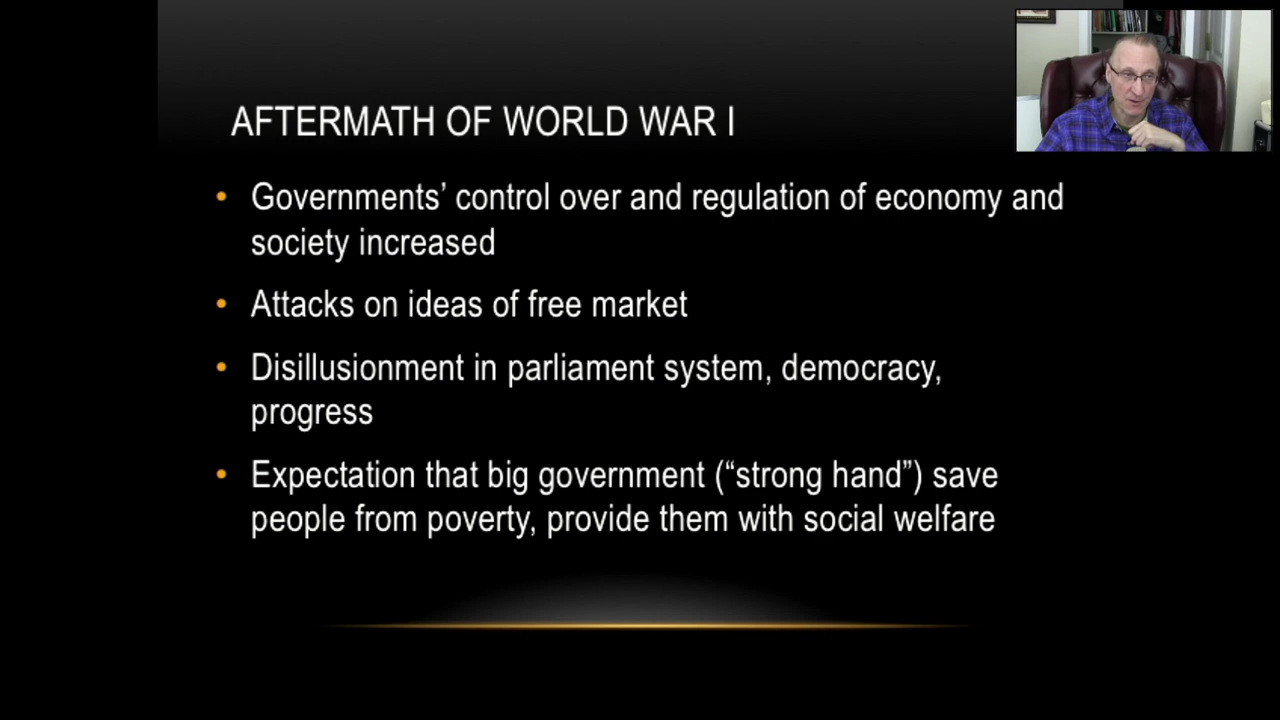 AFTERMATH OF WORLD WAR I
• Governments’ control over and regulation of economy and
society increased
• Attacks on ideas of free market
• Disillusionment in parliament system, democracy,
progress
• Expectation that big government (“strong hand”) save
people from poverty, provide them with social welfare